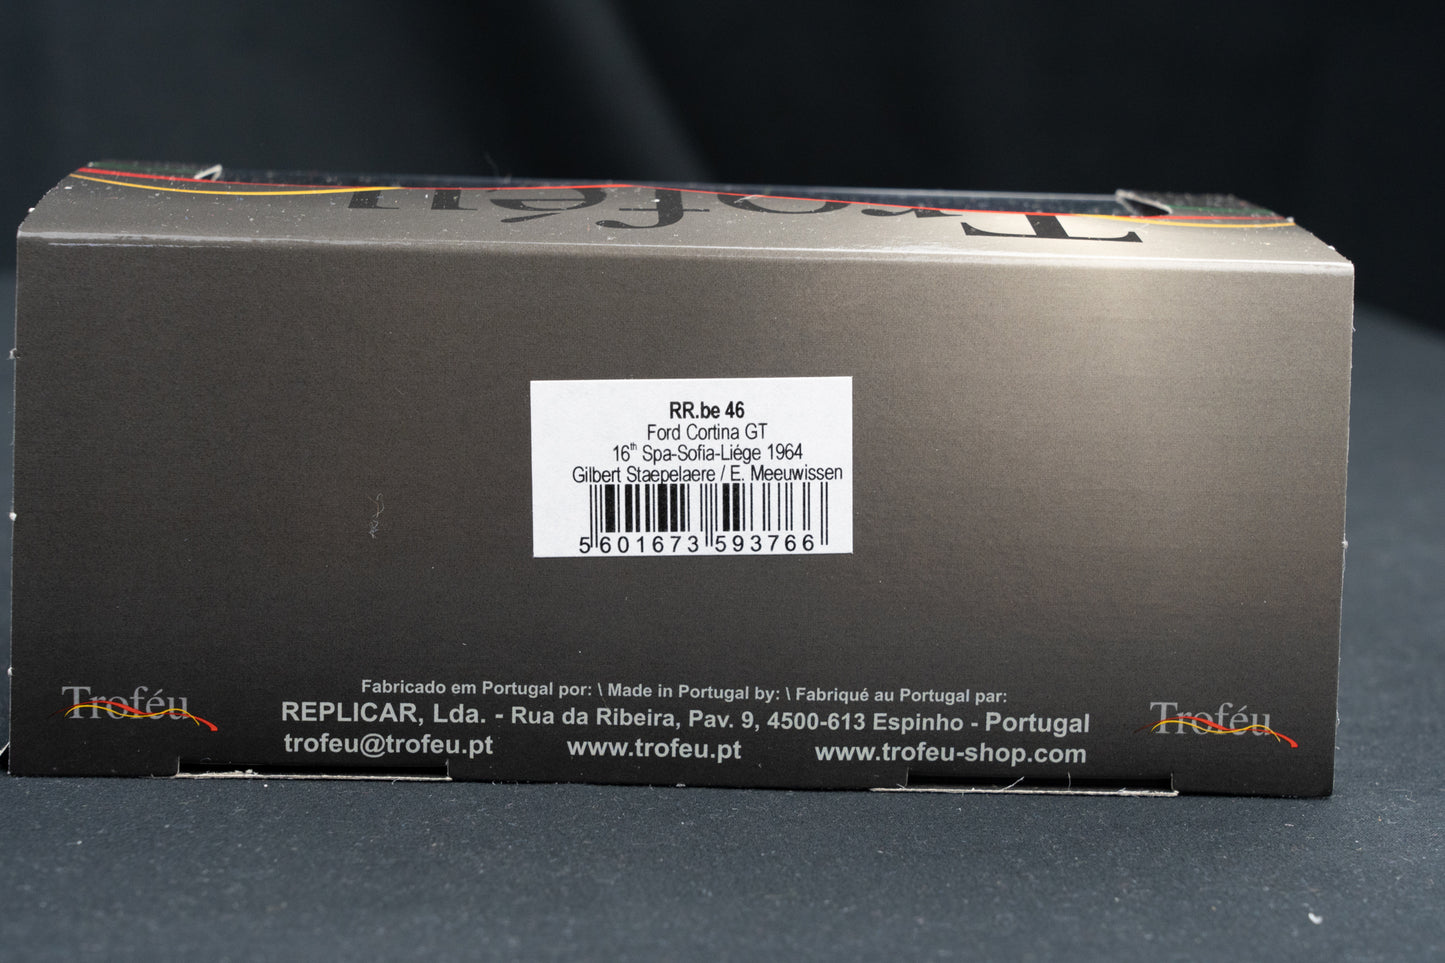 Troféu
RR.be 46
Ford Cortina GT
16th Spa-Sofia-Liége 1964
Gilbert Staepelaere / E. Meeuwissen
5 601673 593766
Fabricado em Portugal por: \ Made in Portugal by: \ Fabriqué au Portugal par:
REPLICAR, Lda. - Rua da Ribeira, Pav. 9, 4500-613 Espinho - Portugal
trofeu@trofeu.pt www.trofeu.pt www.trofeu-shop.com
Troféu
Troféu